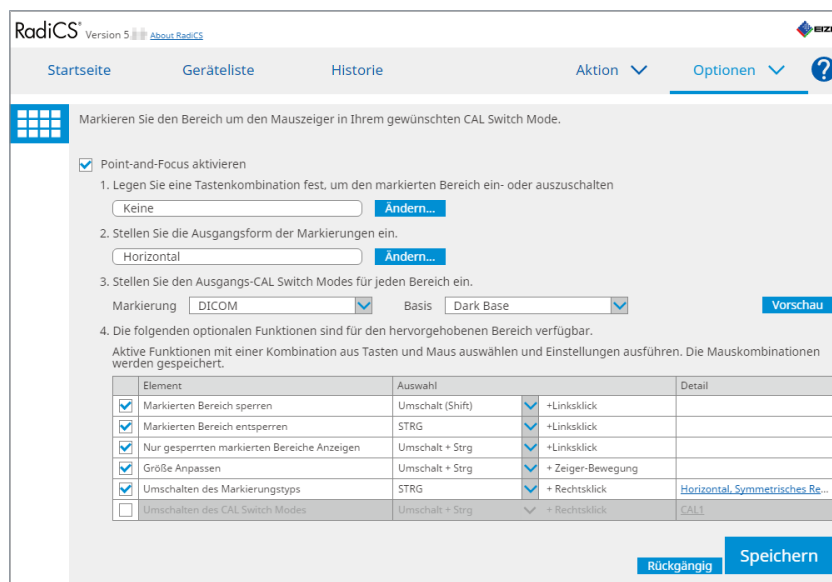 RadiCS® Version 5. About RadiCS
EIZ
Startseite Geräteliste Historie Aktion Optionen ?
Markieren Sie den Bereich um den Mauszeiger in Ihrem gewünschten CAL Switch Mode.
Point-and-Focus aktivieren
1. Legen Sie eine Tastenkombination fest, um den markierten Bereich ein- oder auszuschalten
Keine Ändern...
2. Stellen Sie die Ausgangsform der Markierungen ein.
Horizontal Ändern...
3. Stellen Sie den Ausgangs-CAL Switch Modes für jeden Bereich ein.
Markierung DICOM Basis Dark Base Vorschau
4. Die folgenden optionalen Funktionen sind für den hervorgehobenen Bereich verfügbar.
Aktive Funktionen mit einer Kombination aus Tasten und Maus auswählen und Einstellungen ausführen. Die Mauskombinationen
werden gespeichert.
Element Auswahl Detail
Markierten Bereich sperren Umschalt (Shift) +Linksklick
Markierten Bereich entsperren STRG +Linksklick
Nur gesperrten markierten Bereiche Anzeigen Umschalt + Strg +Linksklick
Größe Anpassen Umschalt + Strg + Zeiger-Bewegung
Umschalten des Markierungstyps STRG + Rechtsklick Horizontal, Symmetrisches Re...
Umschalten des CAL Switch Modes Umschalt + Strg + Rechtsklick CAL1
Rückgängig Speichern